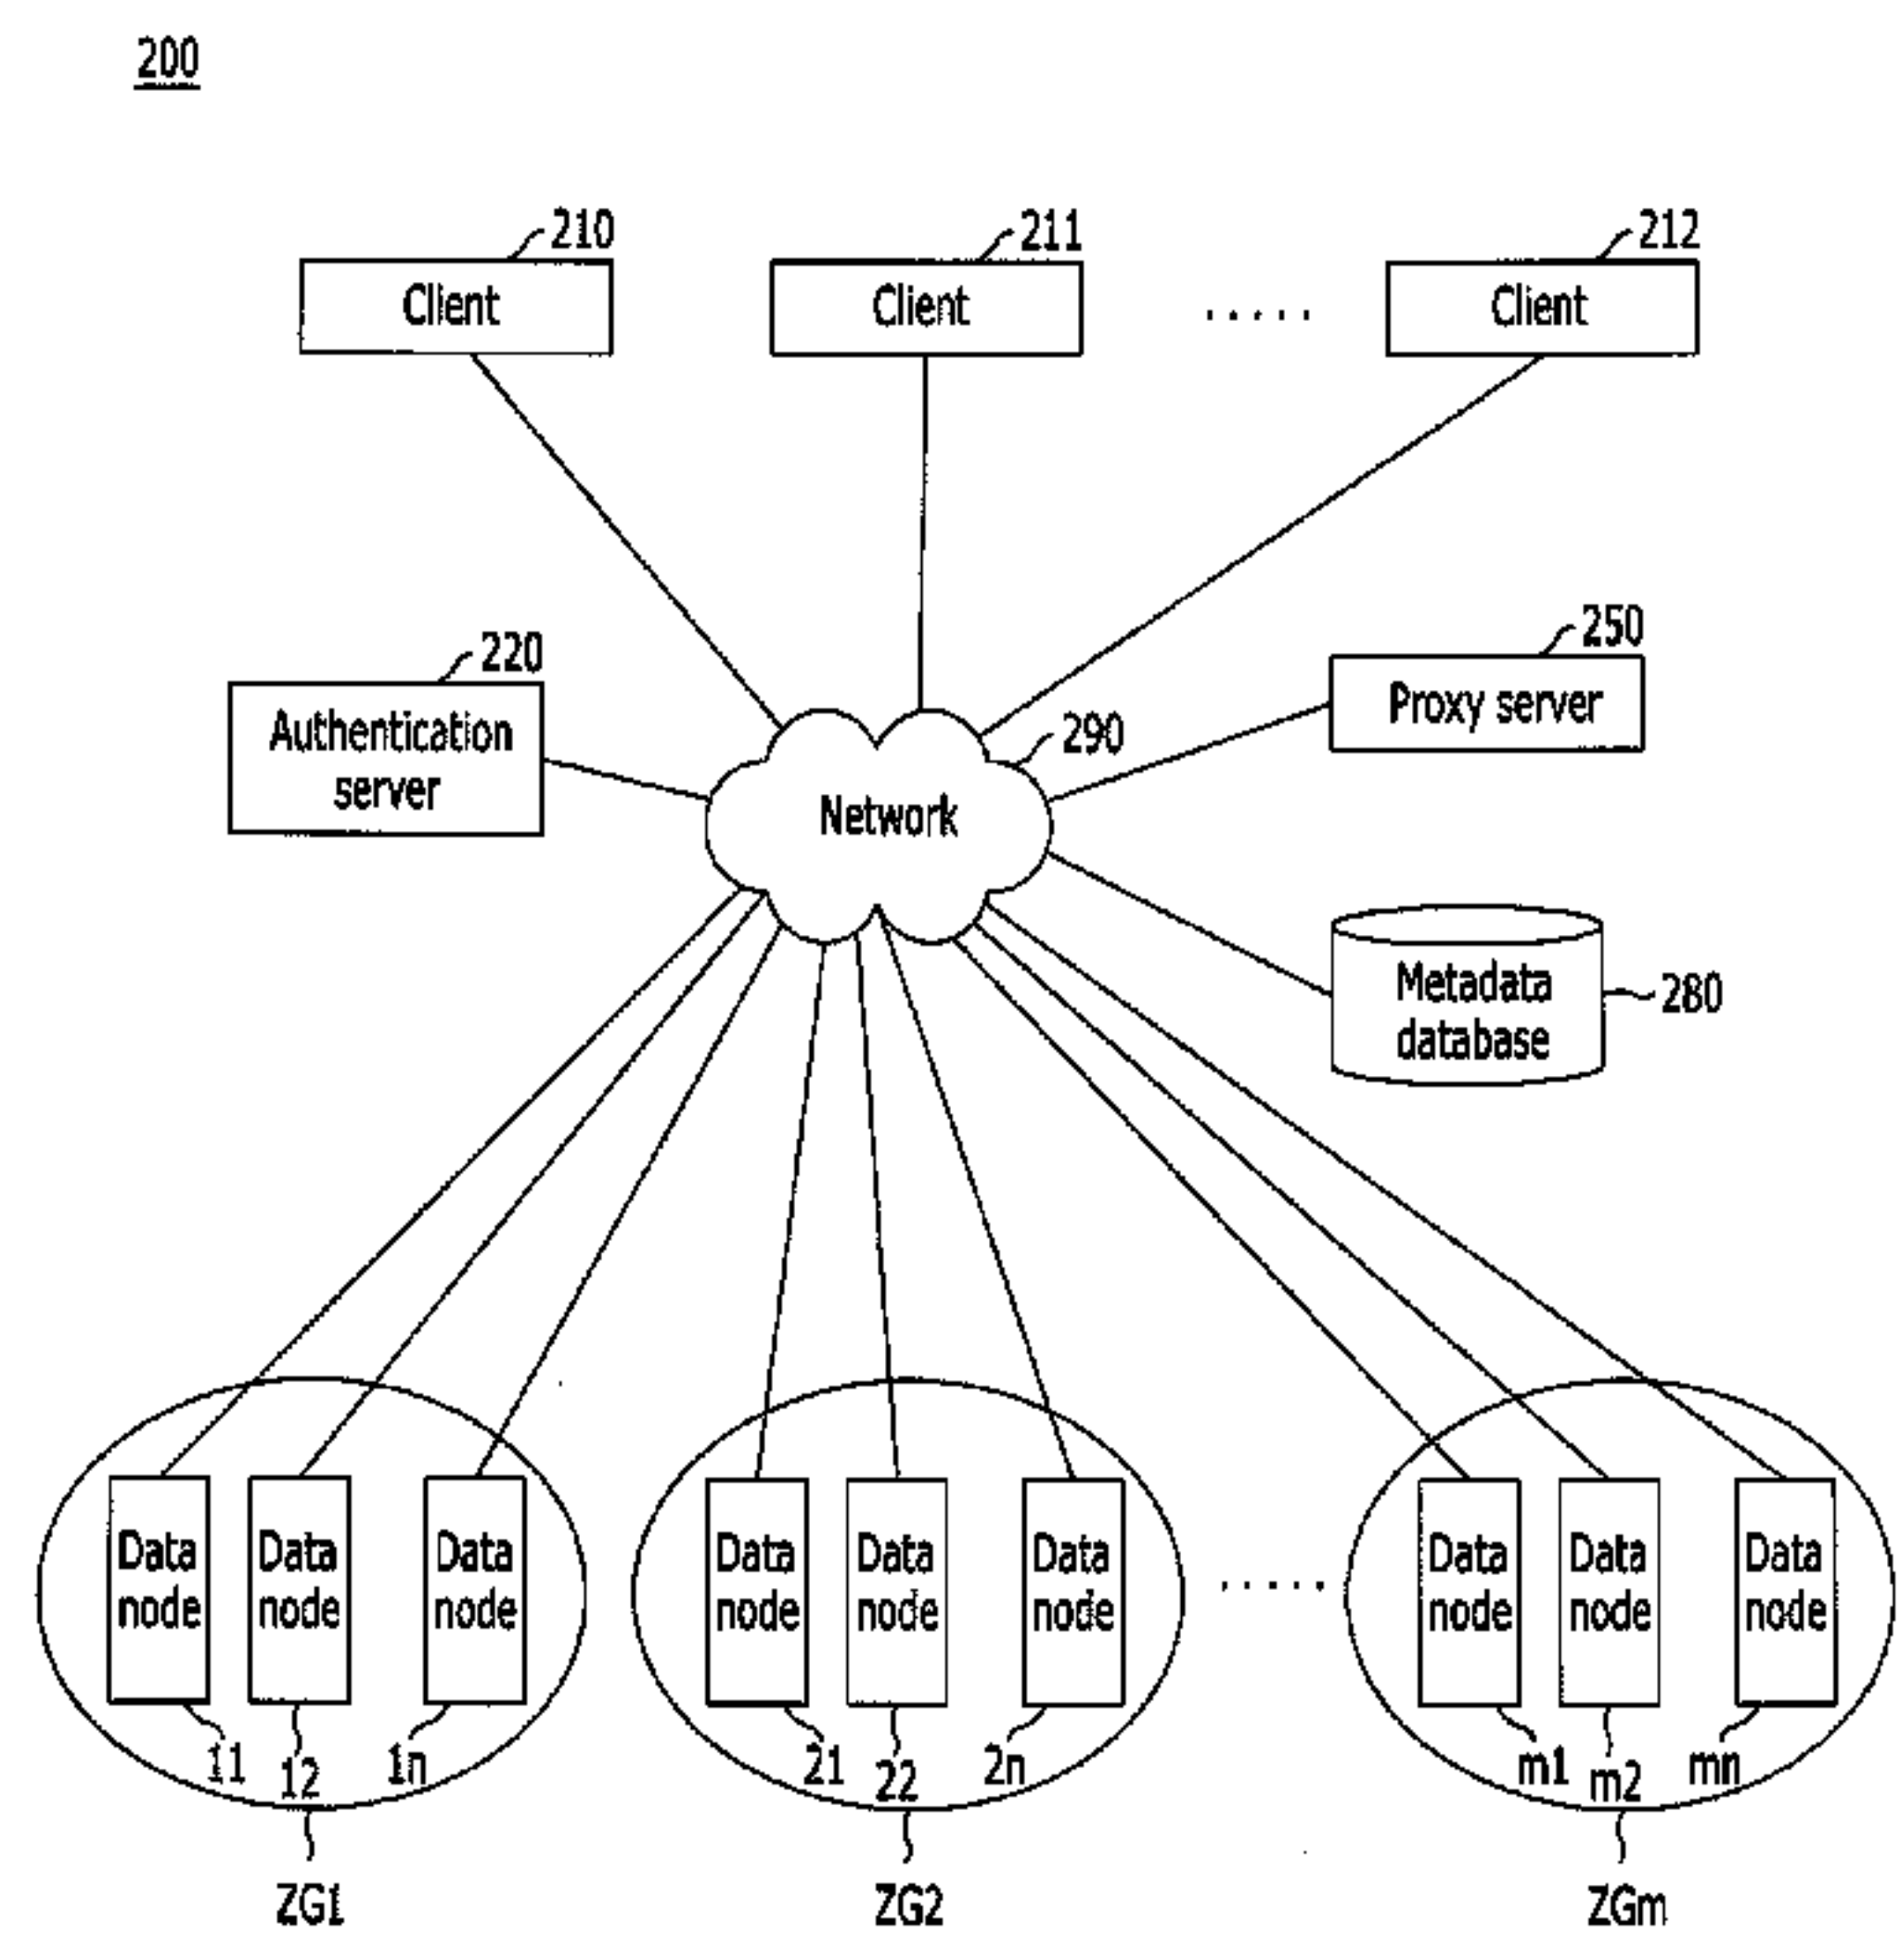 200
210
211
212
Client
Client
. . . . .
Client
220
250
Authentication
server
Proxy server
290
Network
Metadata
database
280
Data
node
Data
node
Data
node
Data
node
Data
node
Data
node
. . . . .
Data
node
Data
node
Data
node
11
12
1n
21
22
2n
m1
m2
mn
ZG1
ZG2
ZGm